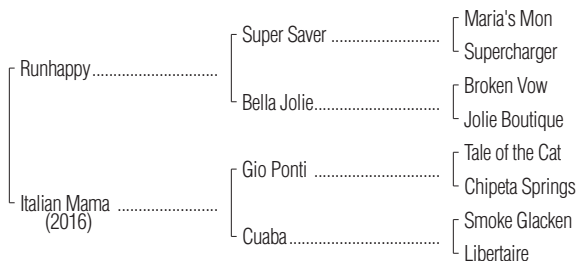 Maria's Mon
Super Saver ........................
Supercharger
Runhappy ...........................
Broken Vow
Bella Jolie ...........................
Jolie Boutique
Tale of the Cat
Gio Ponti ...........................
Chipeta Springs
Italian Mama .....................
(2016)
Smoke Glacken
Cuaba ................................
Libertaire